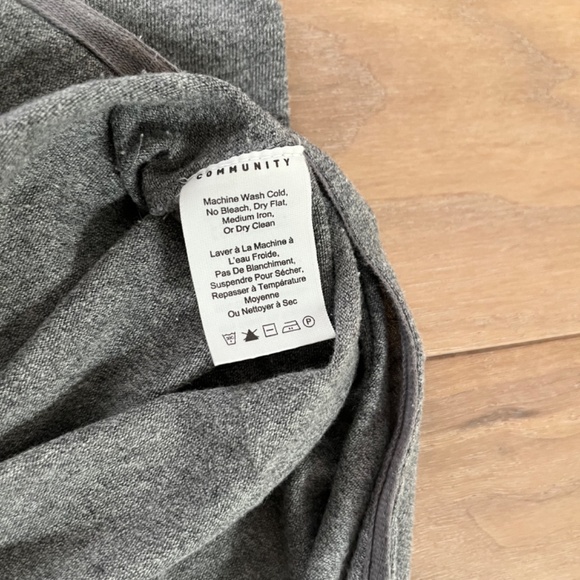 COMMUNITY
Machine Wash Cold,
No Bleach, Dry Flat,
Medium Iron,
Or Dry Clean
Laver à La Machine à
L'eau Froide,
Pas De Blanchiment,
Suspendre Pour Sécher,
Repasser à Température
Moyenne
Ou Nettoyer à Sec
P